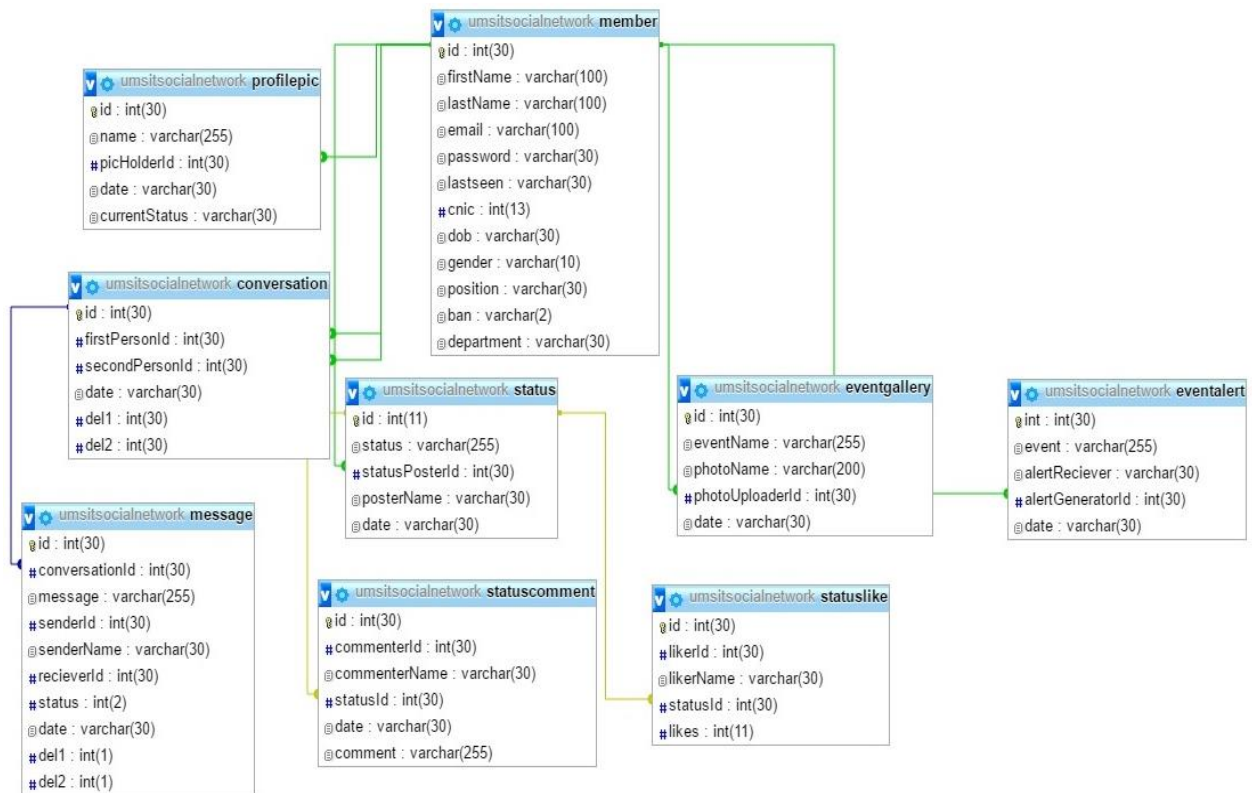 umsitsocialnetwork member
id : int(30)
firstName : varchar(100)
lastName : varchar(100)
email : varchar(100)
password : varchar(30)
lastseen : varchar(30)
cnic : int(13)
dob : varchar(30)
gender : varchar(10)
position : varchar(30)
ban : varchar(2)
department : varchar(30)
umsitsocialnetwork profilepic
id : int(30)
name : varchar(255)
picHolderId : int(30)
date : varchar(30)
currentStatus : varchar(30)
umsitsocialnetwork conversation
id : int(30)
firstPersonId : int(30)
secondPersonId : int(30)
date : varchar(30)
del1 : int(30)
del2 : int(30)
umsitsocialnetwork status
id : int(11)
status : varchar(255)
statusPosterId : int(30)
posterName : varchar(30)
date : varchar(30)
umsitsocialnetwork eventgallery
id : int(30)
eventName : varchar(255)
photoName : varchar(200)
photoUploaderId : int(30)
date : varchar(30)
umsitsocialnetwork eventalert
int : int(30)
event : varchar(255)
alertReciever : varchar(30)
alertGeneratorId : int(30)
date : varchar(30)
umsitsocialnetwork message
id : int(30)
conversationId : int(30)
message : varchar(255)
senderId : int(30)
senderName : varchar(30)
recieverId : int(30)
status : int(2)
date : varchar(30)
del1 : int(1)
del2 : int(1)
umsitsocialnetwork statuscomment
id : int(30)
commenterId : int(30)
commenterName : varchar(30)
statusId : int(30)
date : varchar(30)
comment : varchar(255)
umsitsocialnetwork statuslike
id : int(30)
likerId : int(30)
likerName : varchar(30)
statusId : int(30)
likes : int(11)